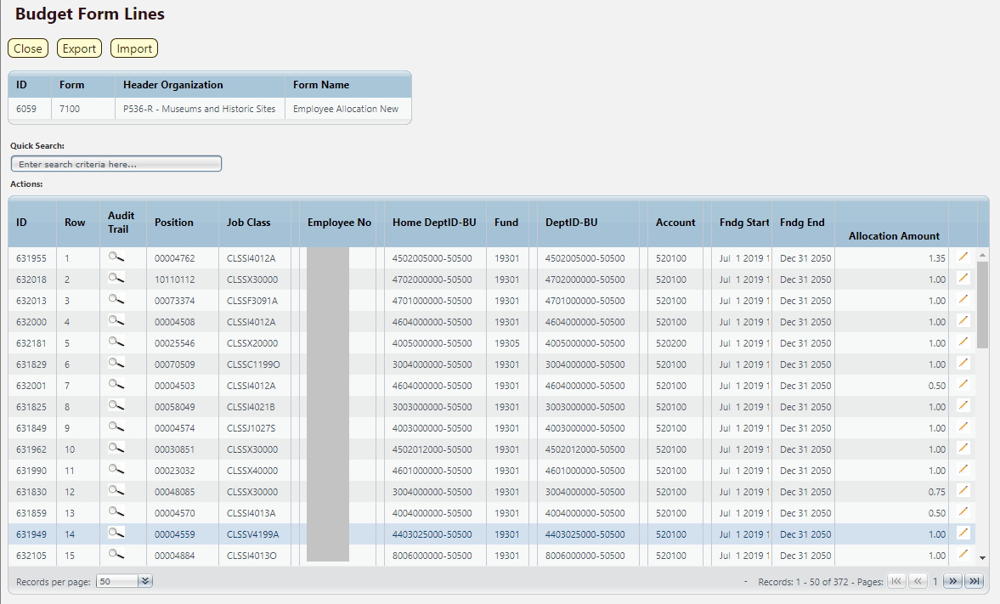 Budget Form Lines
Close Export Import
ID Form Header Organization Form Name
6059 7100 P536-R - Museums and Historic Sites Employee Allocation New
Quick Search:
Enter search criteria here...
Actions:
ID Row Audit Trail Position Job Class Employee No Home DeptID-BU Fund DeptID-BU Account Fndg Start Fndg End Allocation Amount
631955 1 00004762 CLSSI4012A 4502005000-50500 19301 4502005000-50500 520100 Jul 1 2019 1 Dec 31 2050 1.35
632018 2 10110112 CLSSX30000 4702000000-50500 19301 4702000000-50500 520100 Jul 1 2019 1 Dec 31 2050 1.00
632013 3 00073374 CLSSF3091A 4701000000-50500 19301 4701000000-50500 520100 Jul 1 2019 1 Dec 31 2050 1.00
632000 4 00004508 CLSSI4012A 4604000000-50500 19301 4604000000-50500 520100 Jul 1 2019 1 Dec 31 2050 1.00
632181 5 00025546 CLSSX20000 4005000000-50500 19305 4005000000-50500 520200 Jul 1 2019 1 Dec 31 2050 1.00
631829 6 00070509 CLSSC1199O 3004000000-50500 19301 3004000000-50500 520100 Jul 1 2019 1 Dec 31 2050 1.00
632001 7 00004503 CLSSI4012A 4604000000-50500 19301 4604000000-50500 520100 Jul 1 2019 1 Dec 31 2050 0.50
631825 8 00058049 CLSSI4021B 3003000000-50500 19301 3003000000-50500 520100 Jul 1 2019 1 Dec 31 2050 1.00
631849 9 00004574 CLSSJ1027S 4003000000-50500 19301 4003000000-50500 520100 Jul 1 2019 1 Dec 31 2050 1.00
631962 10 00030851 CLSSX30000 4502012000-50500 19301 4502012000-50500 520100 Jul 1 2019 1 Dec 31 2050 1.00
631990 11 00023032 CLSSX40000 4601000000-50500 19301 4601000000-50500 520100 Jul 1 2019 1 Dec 31 2050 1.00
631830 12 00048085 CLSSX30000 3004000000-50500 19301 3004000000-50500 520100 Jul 1 2019 1 Dec 31 2050 0.75
631859 13 00004570 CLSSI4013A 4004000000-50500 19301 4004000000-50500 520100 Jul 1 2019 1 Dec 31 2050 0.50
631949 14 00004559 CLSSV4199A 4403025000-50500 19301 4403025000-50500 520100 Jul 1 2019 1 Dec 31 2050 1.00
632105 15 00004884 CLSSI4013O 8006000000-50500 19301 8006000000-50500 520100 Jul 1 2019 1 Dec 31 2050 1.00
Records per page: 50 - Records: 1 - 50 of 372 - Pages: 1